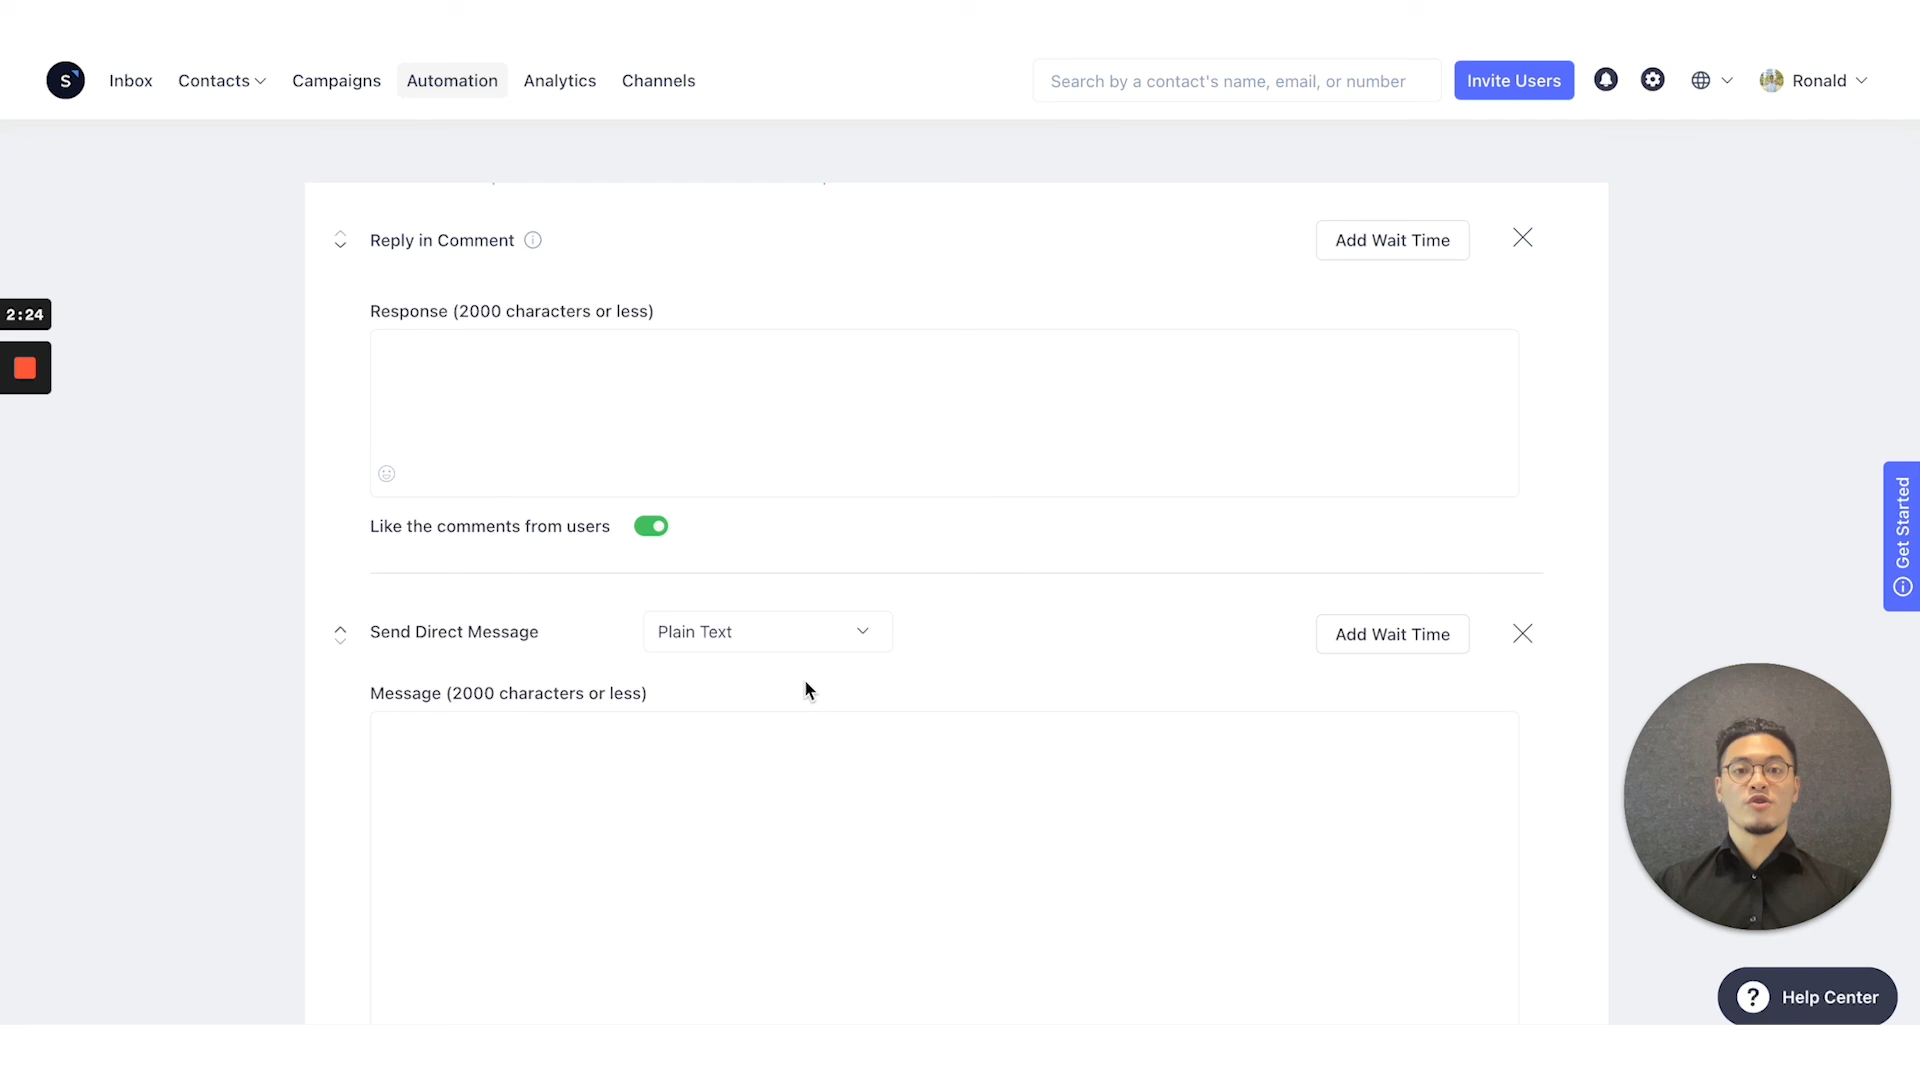 S Inbox Contacts Campaigns Automation Analytics Channels Search by a contact's name, email, or number Invite Users Ronald
Reply in Comment Add Wait Time
Response (2000 characters or less)
2:24
Like the comments from users
Get Started
Send Direct Message Plain Text Add Wait Time
Message (2000 characters or less)
? Help Center